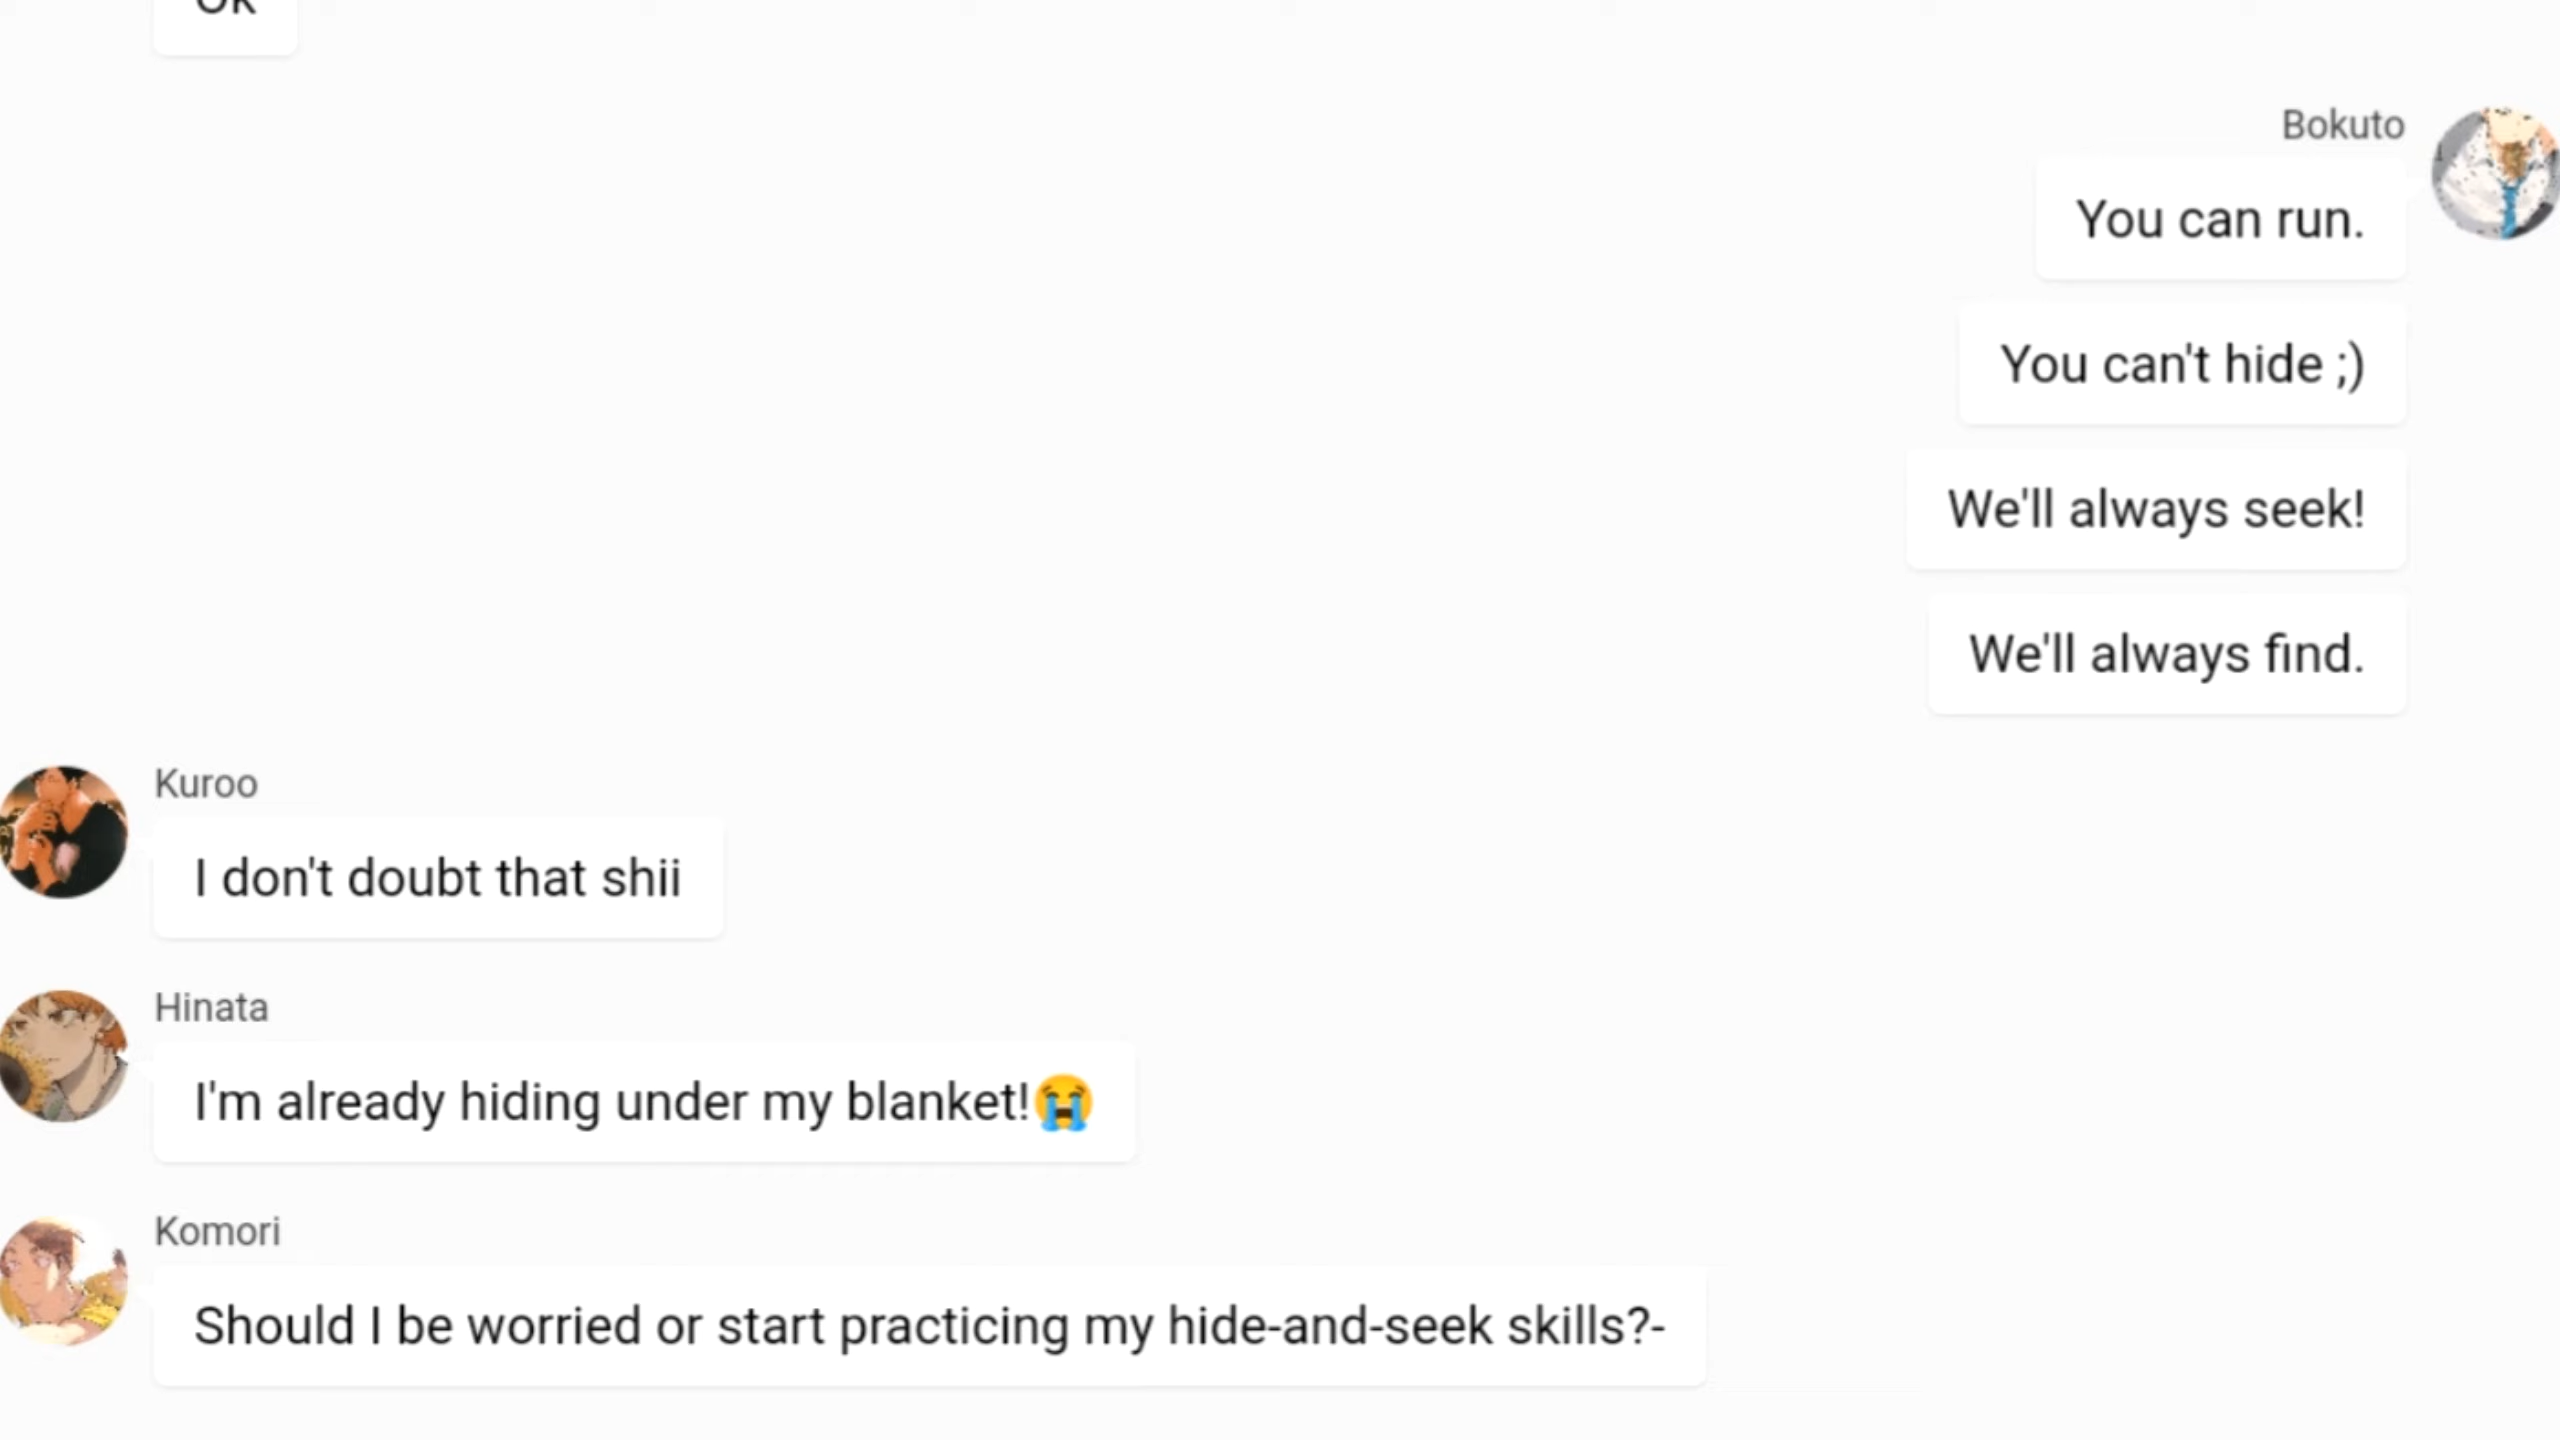 Ok
Bokuto
You can run.
You can't hide ;)
We'll always seek!
We'll always find.
Kuroo
I don't doubt that shii
Hinata
I'm already hiding under my blanket!😭
Komori
Should I be worried or start practicing my hide-and-seek skills?-